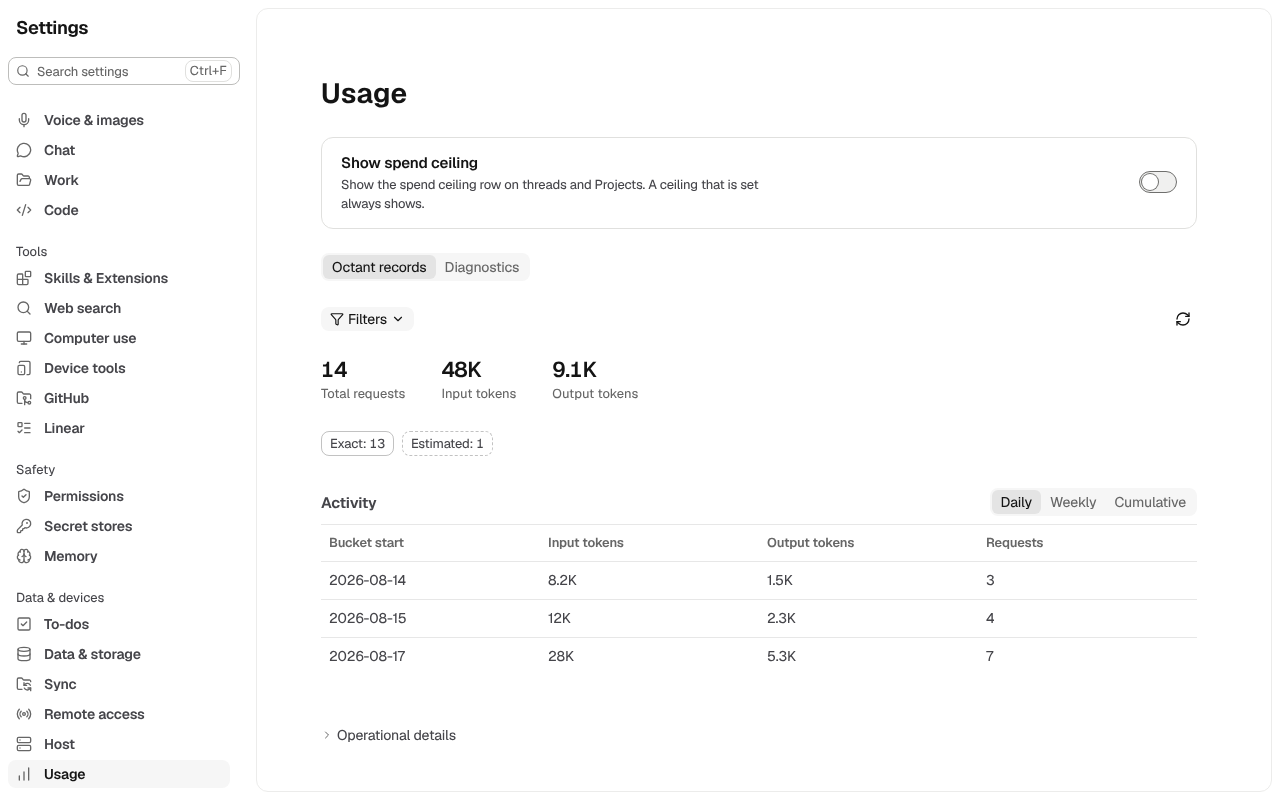 Settings
Search settings
Ctrl+F
Voice & images
Chat
Work
Code
Tools
Skills & Extensions
Web search
Computer use
Device tools
GitHub
Linear
Safety
Permissions
Secret stores
Memory
Data & devices
To-dos
Data & storage
Sync
Remote access
Host
Usage
Usage
Show spend ceiling
Show the spend ceiling row on threads and Projects. A ceiling that is set
always shows.
Octant records Diagnostics
Filters
14 48K 9.1K
Total requests Input tokens Output tokens
Exact: 13 Estimated: 1
Activity Daily Weekly Cumulative
Bucket start Input tokens Output tokens Requests
2026-08-14 8.2K 1.5K 3
2026-08-15 12K 2.3K 4
2026-08-17 28K 5.3K 7
Operational details